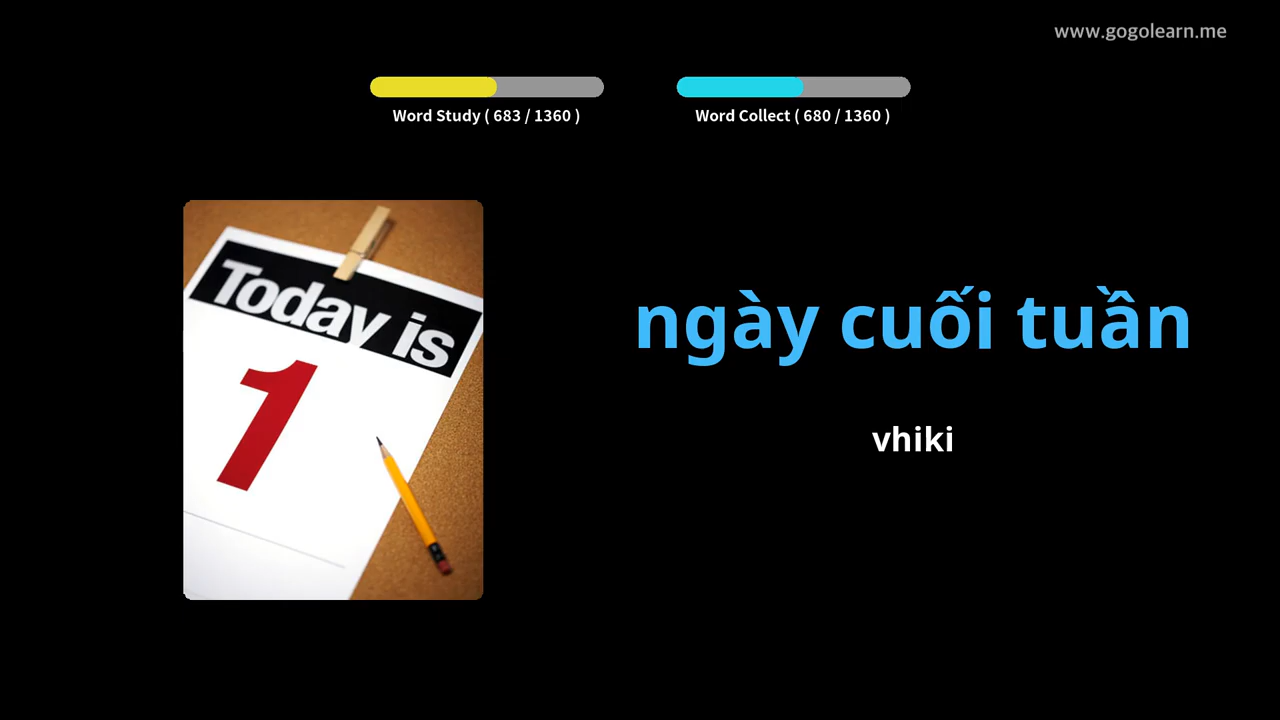 www.gogolearn.me
Word Study ( 683 / 1360 )
Word Collect ( 680 / 1360 )
Today is
1
ngày cuối tuần
vhiki